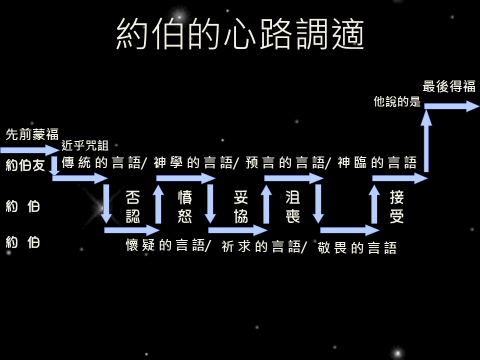 約伯的心路調適
最後得福
他說的是
先前蒙福
近乎咒詛
約伯友
傳統的言語/ 神學的言語/ 預言的言語/ 神臨的言語
否認 憤怒 妥協 沮喪 接受
約 伯
約 伯
懷疑的言語/ 祈求的言語/ 敬畏的言語